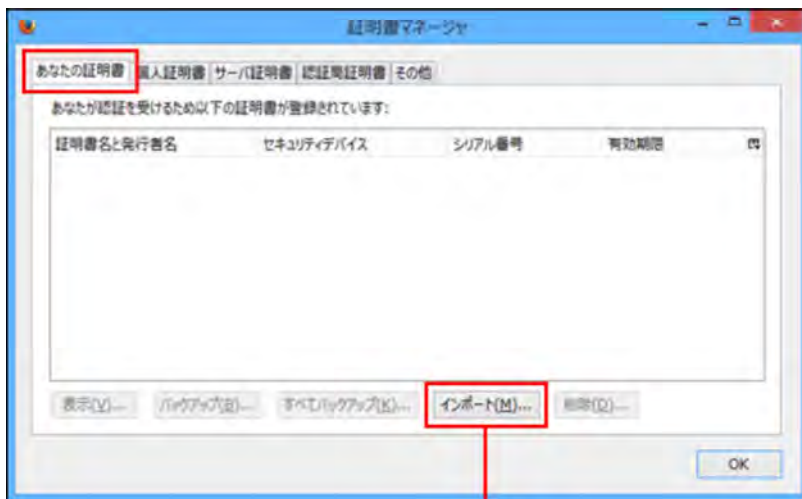 証明書マネージャ
あなたの証明書 個人証明書 サーバ証明書 認証局証明書 その他
あなたが認証を受けるため以下の証明書が登録されています:
証明書名と発行者名 セキュリティデバイス シリアル番号 有効期限
表示(V)... バックアップ(B)... すべてバックアップ(K)... インポート(M)... 削除(D)...
OK